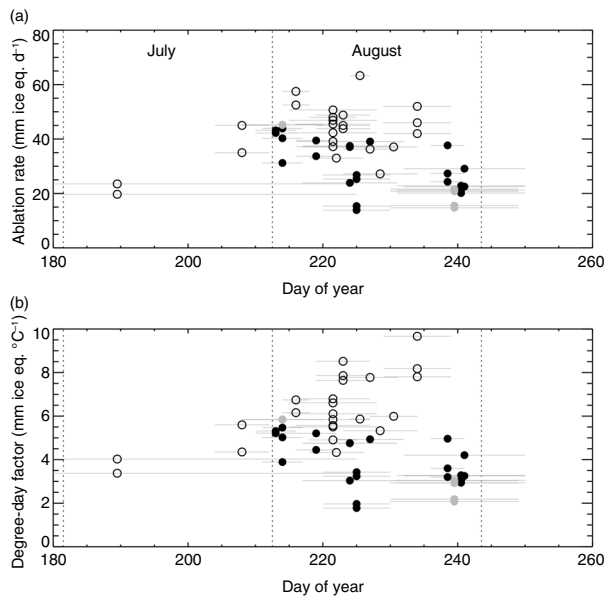 (a)
80
July
August
60
40
20
0
180
200
220
240
260
Ablation rate (mm ice eq. d⁻¹)
Day of year
(b)
10
8
6
4
2
0
180
200
220
240
260
Degree-day factor (mm ice eq. °C⁻¹)
Day of year